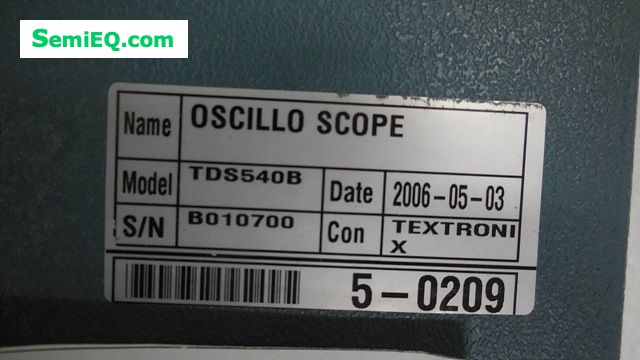 SemiEQ.com
Name OSCILLO SCOPE
Model TDS540B Date 2006-05-03
S/N B010700 Con TEXTRONI
X
5-0209